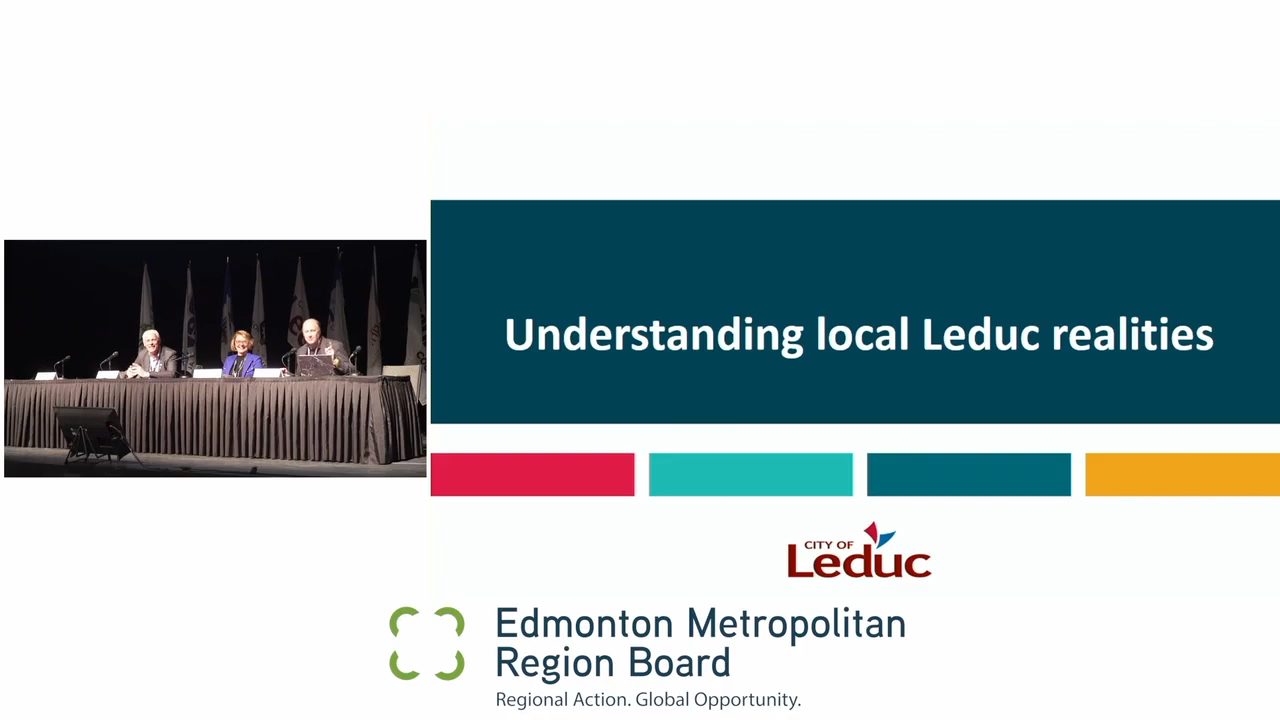 Understanding local Leduc realities
CITY OF
Leduc
Edmonton Metropolitan
Region Board
Regional Action. Global Opportunity.